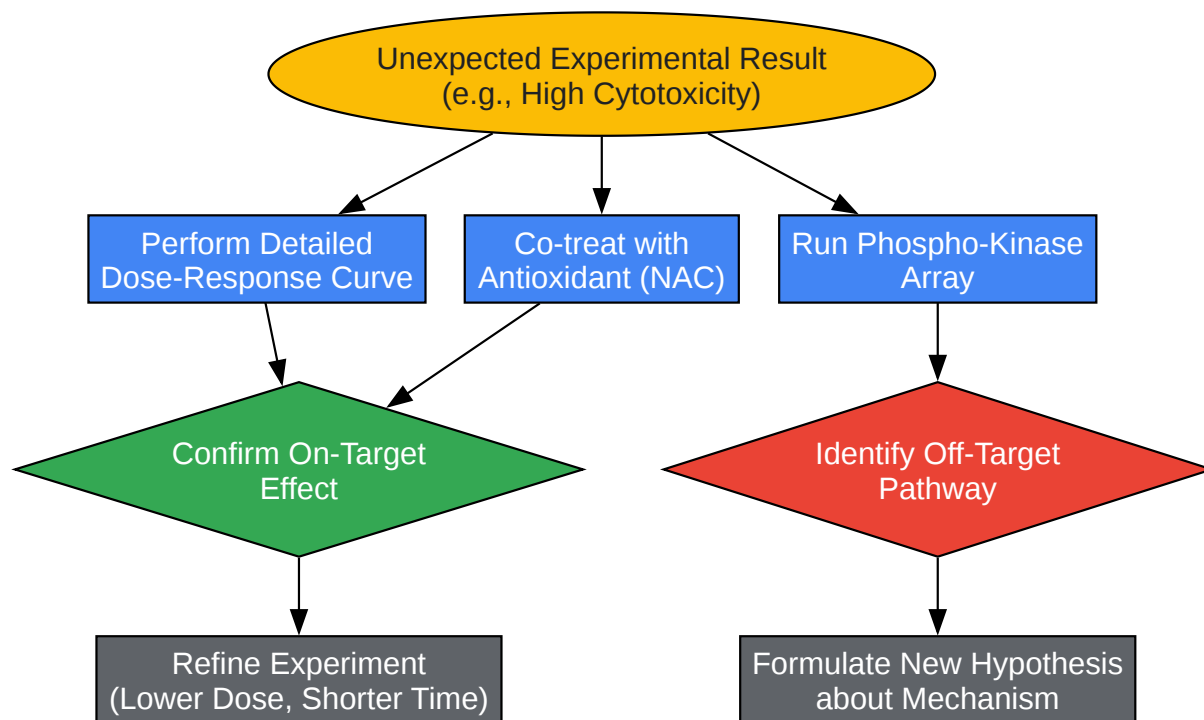 Unexpected Experimental Result
(e.g., High Cytotoxicity)
Perform Detailed
Dose-Response Curve
Co-treat with
Antioxidant (NAC)
Run Phospho-Kinase
Array
Confirm On-Target
Effect
Identify Off-Target
Pathway
Refine Experiment
(Lower Dose, Shorter Time)
Formulate New Hypothesis
about Mechanism